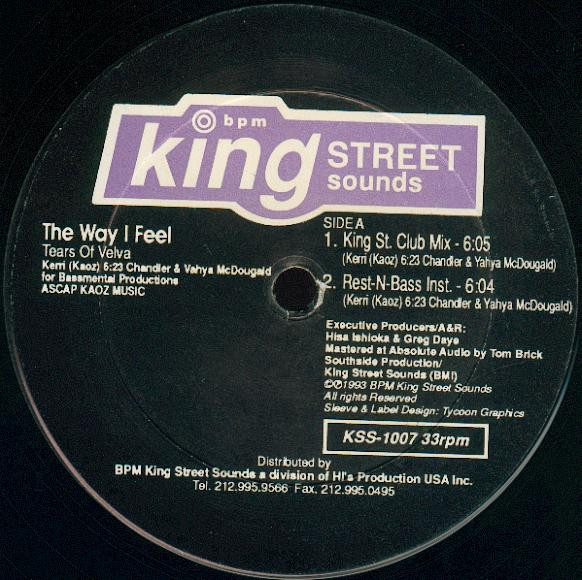 bpm
king STREET
sounds
The Way I Feel
Tears Of Velva
Kerri (Kaoz) 6:23 Chandler & Vahya McDougald
for Bassmental Productions
ASCAP KAOZ MUSIC
SIDE A
1. King St. Club Mix - 6:05
(Kerri (Kaoz) 6:23 Chandler & Yahya McDougald)
2. Rest-N-Bass Inst. - 6:04
(Kerri (Kaoz) 6:23 Chandler & Yahya McDougald)
Executive Producers/A&R:
Hisa Ishioka & Greg Daye
Mastered at Absolute Audio by Tom Brick
Southside Production/
King Street Sounds (BMI)
©℗1993 BPM King Street Sounds
All rights Reserved
Sleeve & Label Design: Tycoon Graphics
KSS-1007 33rpm
Distributed by
BPM King Street Sounds a division of HI's Production USA Inc.
Tel. 212.995.9566 Fax. 212.995.0495